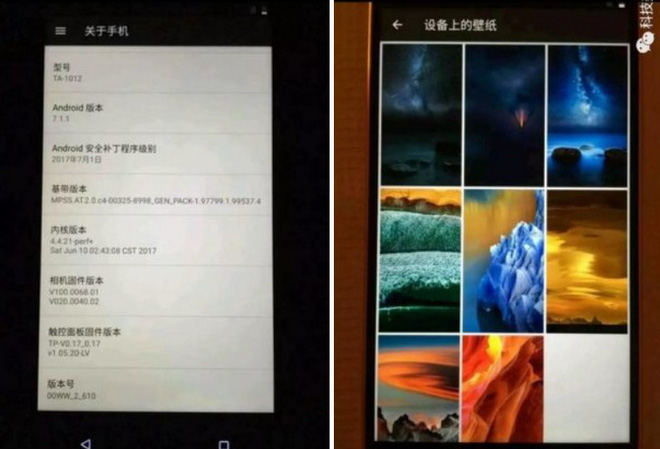 关于手机
型号
TA-1012
Android 版本
7.1.1
Android 安全补丁程序级别
2017年7月1日
基带版本
MPSS.AT.2.0.c4-00325-8998_GEN_PACK-1.97799.1.99537.4
内核版本
4.4.21-perf+
Sat Jun 10 02:43:08 CST 2017
相机固件版本
V100.0068.01
V020.0040.02
触控面板固件版本
TP-V0.17_0.17
v1.05.20-LV
版本号
00WW_2_610
设备上的壁纸
科技